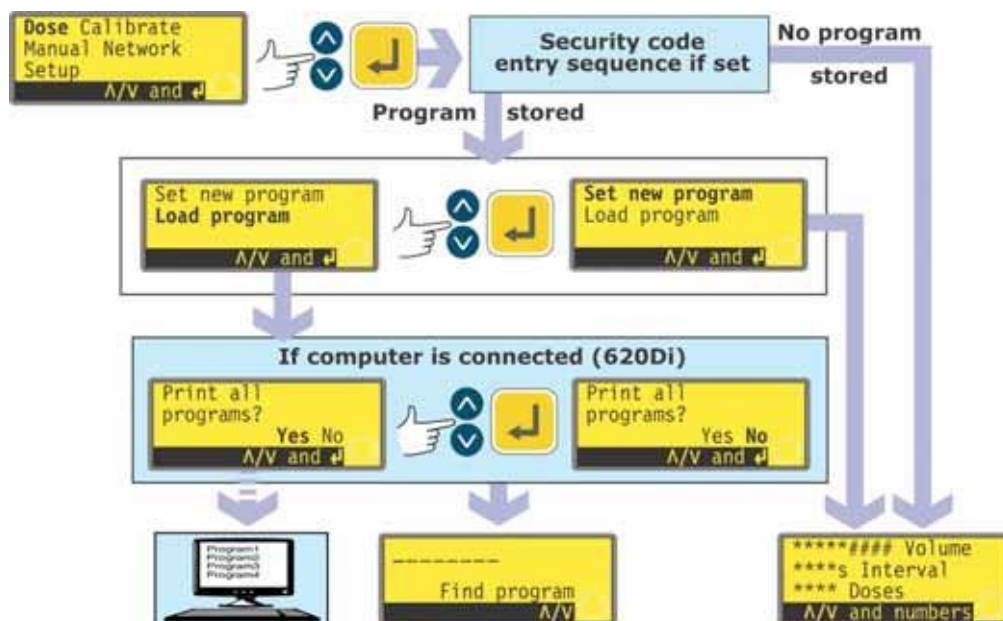 Dose Calibrate
Manual Network
Setup
Λ/V and ↲
Security code
entry sequence if set
No program
stored
Program stored
Set new program
Load program
Λ/V and ↲
Set new program
Load program
Λ/V and ↲
If computer is connected (620Di)
Print all
programs?
Yes No
Λ/V and ↲
Print all
programs?
Yes No
Λ/V and ↲
Program1
Program2
Program3
Program4
--------
Find program
Λ/V
*****#### Volume
****s Interval
**** Doses
Λ/V and numbers